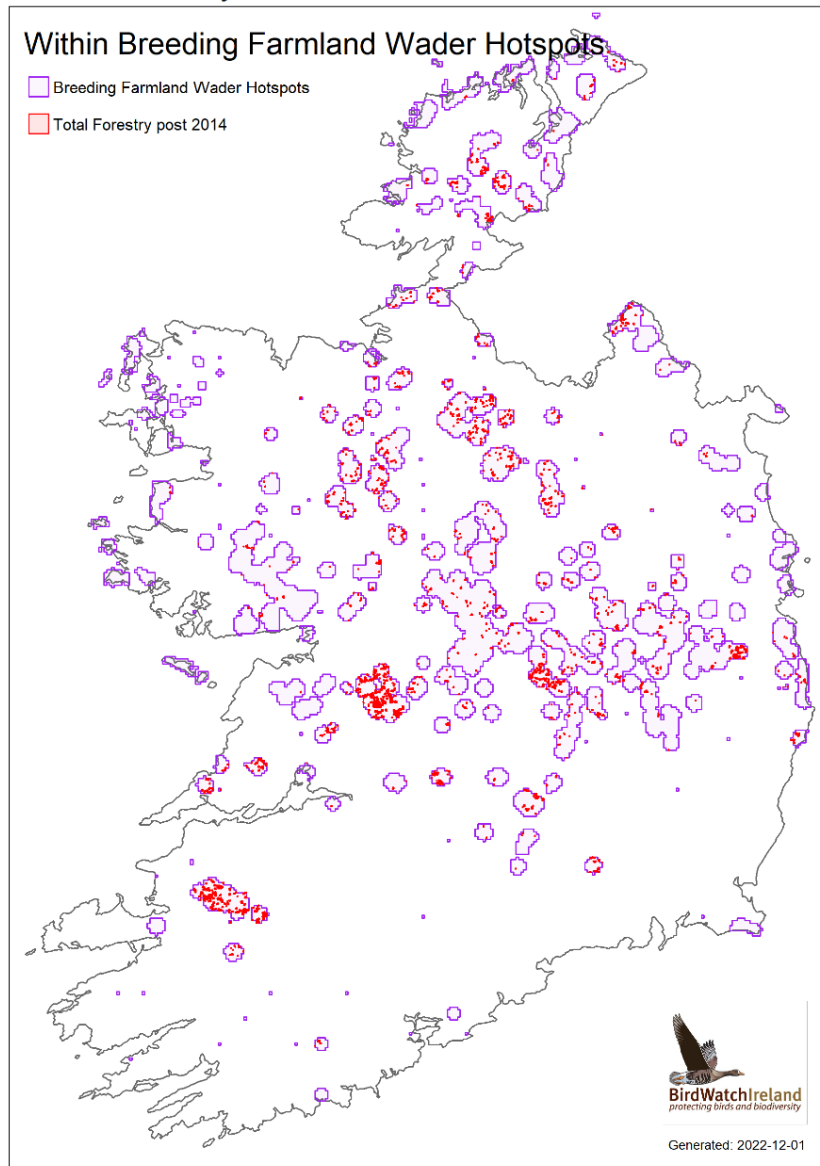 Within Breeding Farmland Wader Hotspots
Breeding Farmland Wader Hotspots
Total Forestry post 2014
BirdWatchIreland
protecting birds and biodiversity
Generated: 2022-12-01